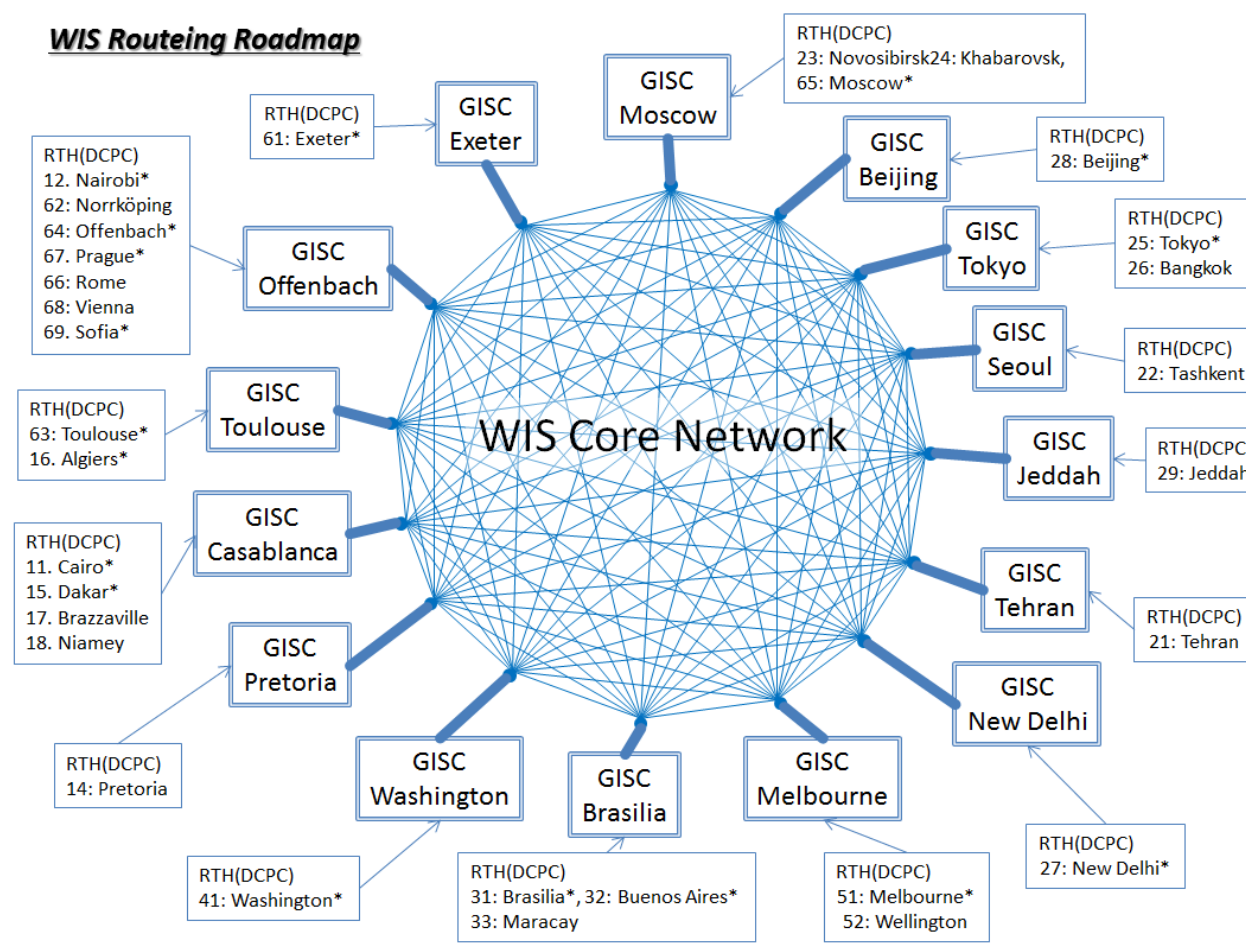 WIS Routeing Roadmap
RTH(DCPC)
23: Novosibirsk24: Khabarovsk,
65: Moscow*
GISC
Moscow
GISC
Exeter
RTH(DCPC)
61: Exeter*
GISC
Beijing
RTH(DCPC)
28: Beijing*
RTH(DCPC)
12. Nairobi*
62: Norrköping
64: Offenbach*
67. Prague*
66: Rome
68: Vienna
69. Sofia*
GISC
Offenbach
GISC
Tokyo
RTH(DCPC)
25: Tokyo*
26: Bangkok
GISC
Seoul
RTH(DCPC)
22: Tashkent
RTH(DCPC)
63: Toulouse*
16. Algiers*
GISC
Toulouse
WIS Core Network
GISC
Jeddah
RTH(DCPC)
29: Jeddah
RTH(DCPC)
11. Cairo*
15. Dakar*
17. Brazzaville
18. Niamey
GISC
Casablanca
GISC
Tehran
RTH(DCPC)
21: Tehran
GISC
Pretoria
RTH(DCPC)
14: Pretoria
GISC
New Delhi
RTH(DCPC)
27: New Delhi*
GISC
Washington
RTH(DCPC)
41: Washington*
GISC
Brasilia
RTH(DCPC)
31: Brasilia*, 32: Buenos Aires*
33: Maracay
GISC
Melbourne
RTH(DCPC)
51: Melbourne*
52: Wellington